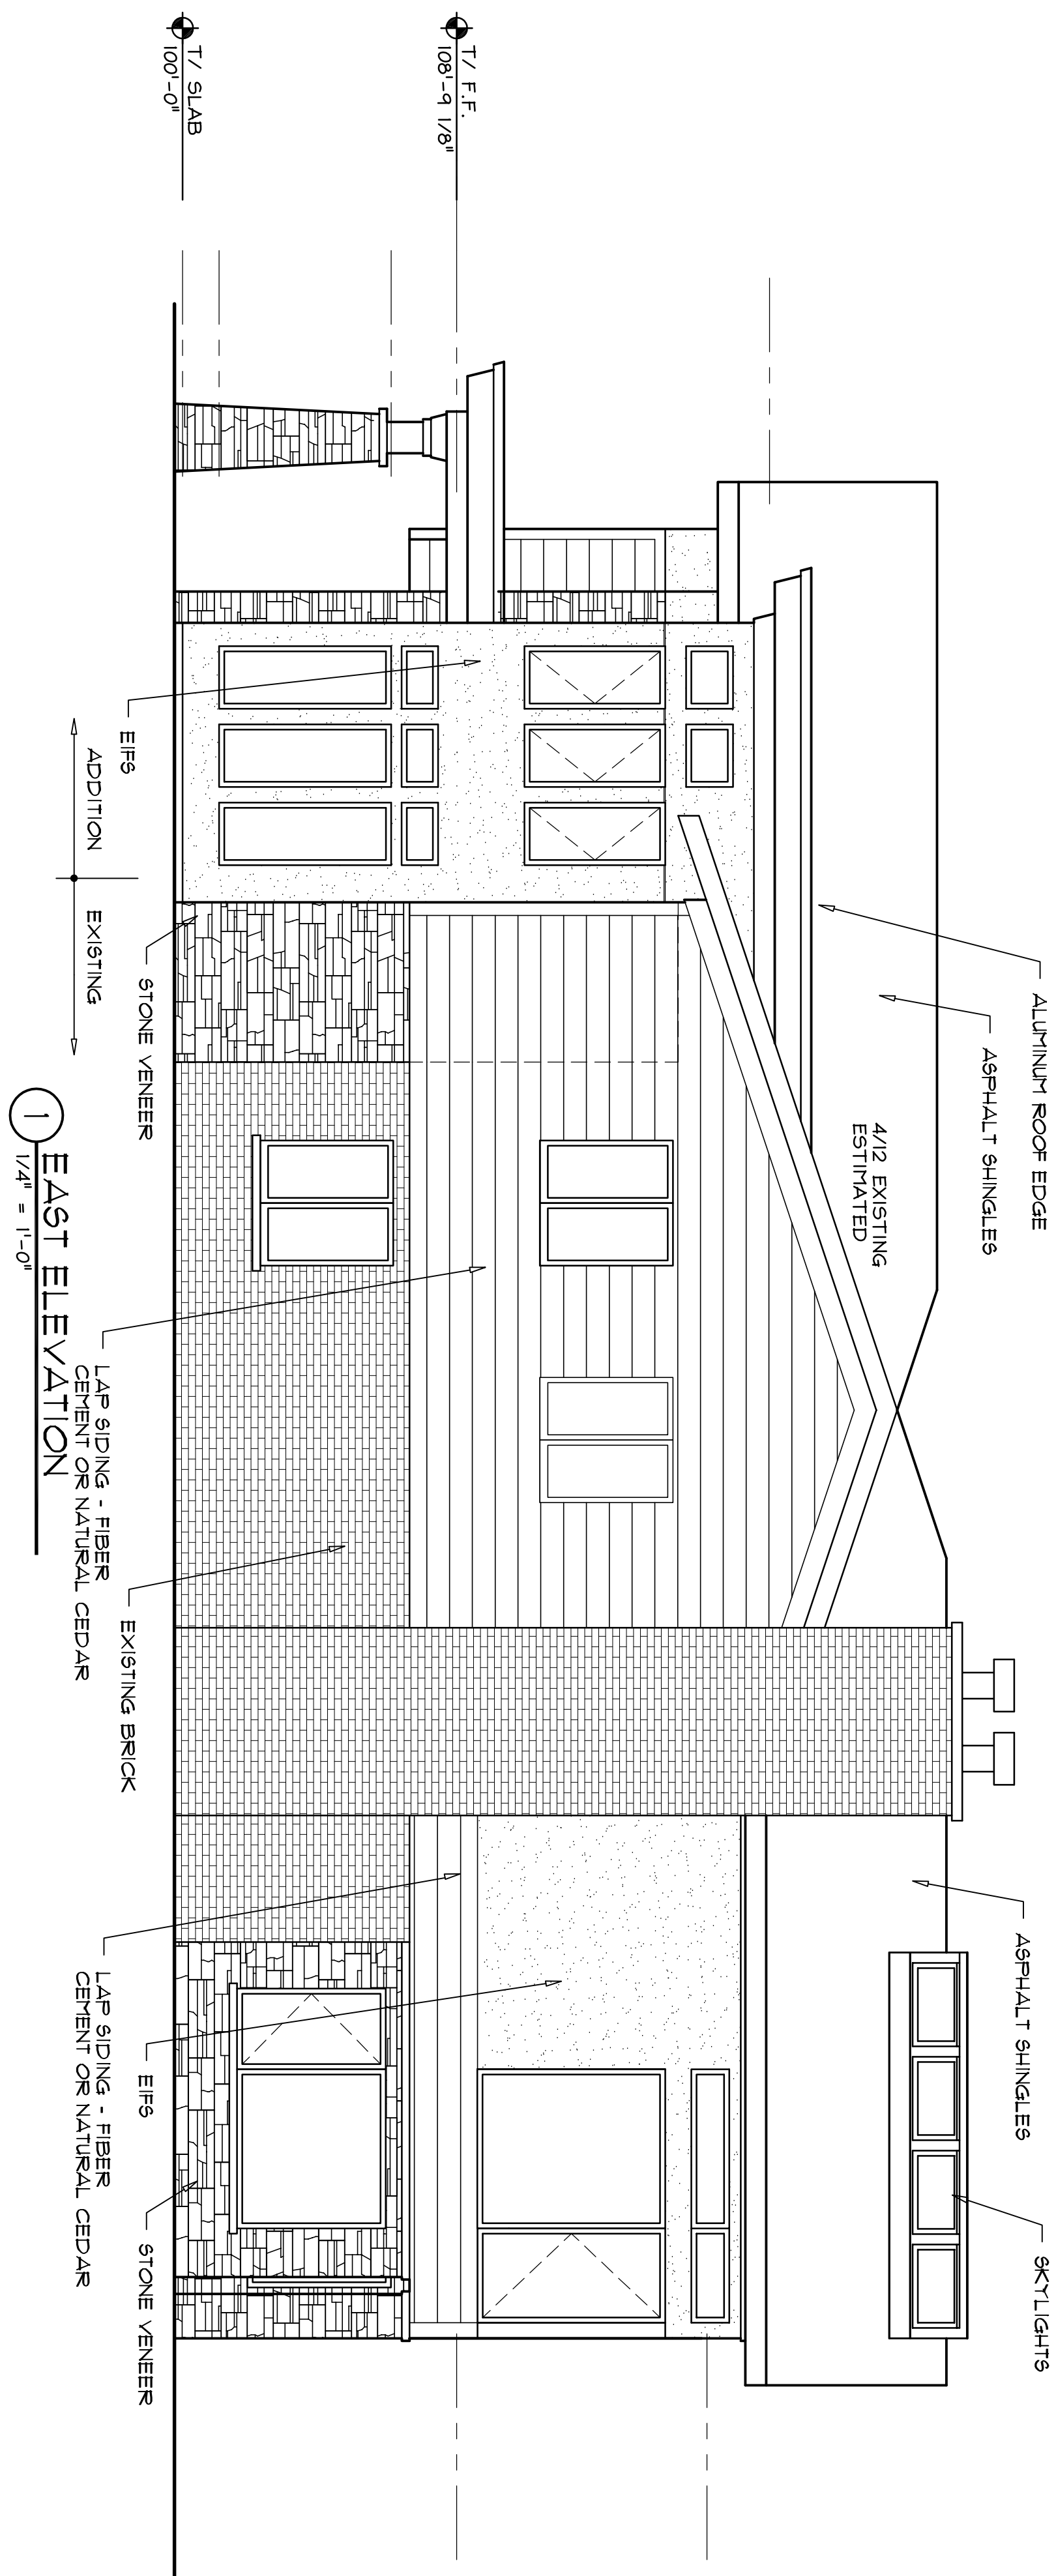 ALUMINUM ROOF EDGE
ASPHALT SHINGLES
4/12 EXISTING
ESTIMATED
ASPHALT SHINGLES
SKYLIGHTS
T/ F.F.
108'-9 1/8"
T/ SLAB
100'-0"
EIFS
ADDITION
EXISTING
STONE VENEER
LAP SIDING - FIBER
CEMENT OR NATURAL CEDAR
EXISTING BRICK
LAP SIDING - FIBER
CEMENT OR NATURAL CEDAR
EIFS
STONE VENEER
1
EAST ELEVATION
1/4" = 1'-0"